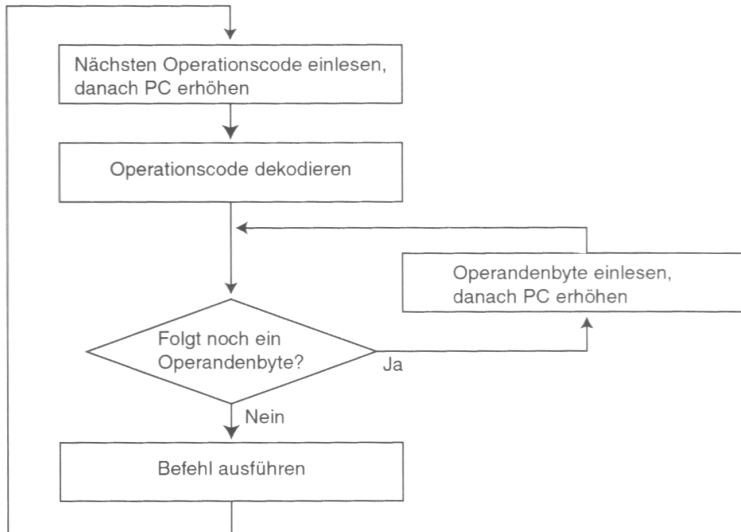 Nächsten Operationscode einlesen,
danach PC erhöhen
Operationscode dekodieren
Operandenbyte einlesen,
danach PC erhöhen
Folgt noch ein
Operandenbyte?
Ja
Nein
Befehl ausführen